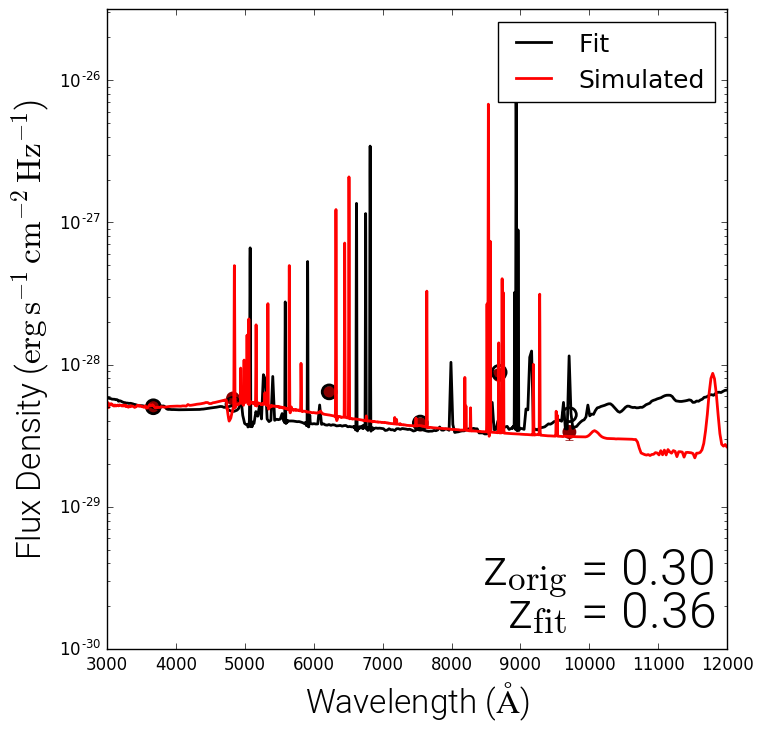 Fit
Simulated
10^-26
10^-27
10^-28
10^-29
10^-30
Flux Density (erg s^-1 cm^-2 Hz^-1)
z_orig = 0.30
z_fit = 0.36
3000 4000 5000 6000 7000 8000 9000 10000 11000 12000
Wavelength (Å)